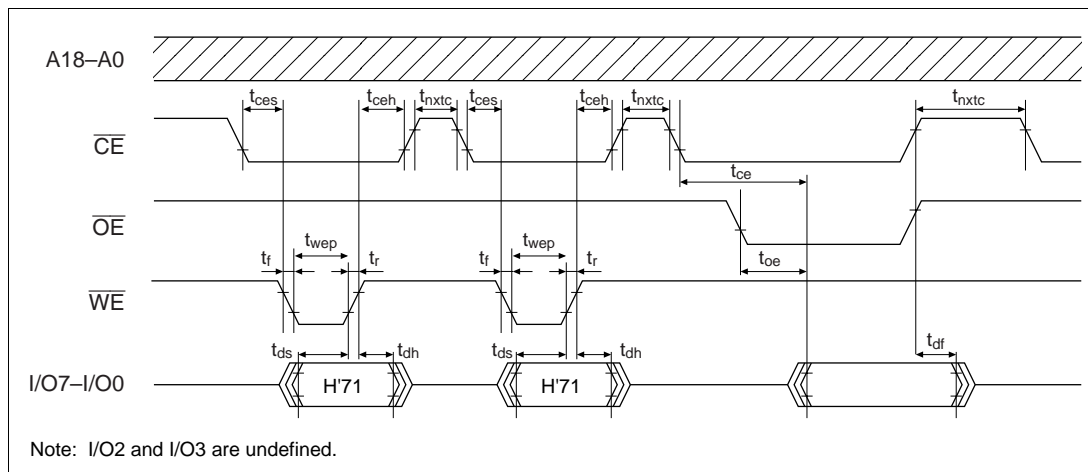 A18–A0
tces tceh tnxtc tces tceh tnxtc tnxtc
CE
tce
OE
twep twep toe
tf tr tf tr
WE
tds tdh tds tdh tdf
I/O7–I/O0 H'71 H'71
Note: I/O2 and I/O3 are undefined.